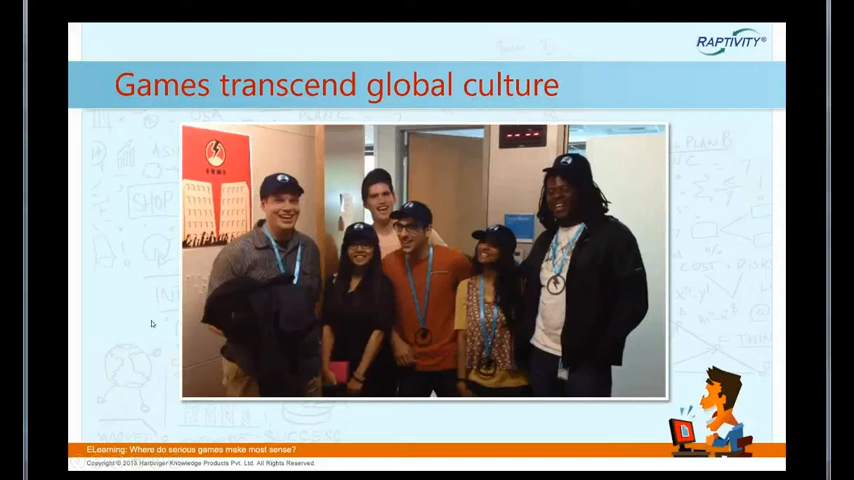 RAPTIVITY®
Games transcend global culture
ELearning: Where do serious games make most sense?
Copyright © 2013 Harbinger Knowledge Products Pvt. Ltd. All Rights Reserved.